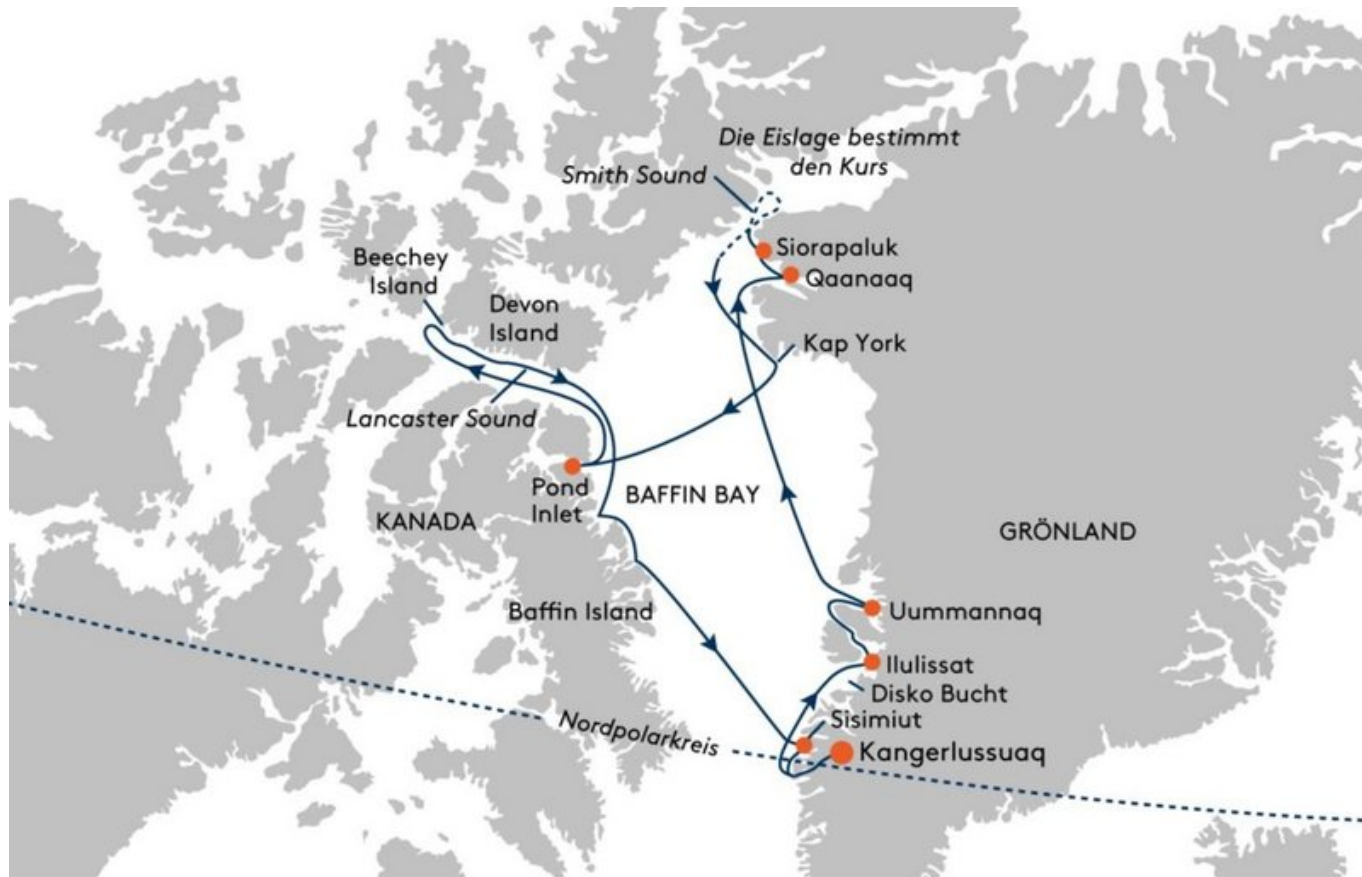 Die Eislage bestimmt
den Kurs
Smith Sound
Siorapaluk
Qaanaaq
Beechey
Island
Devon
Island
Kap York
Lancaster Sound
Pond
Inlet
BAFFIN BAY
KANADA
GRÖNLAND
Baffin Island
Uummannaq
Ilulissat
Disko Bucht
Sisimiut
Nordpolarkreis
Kangerlussuaq